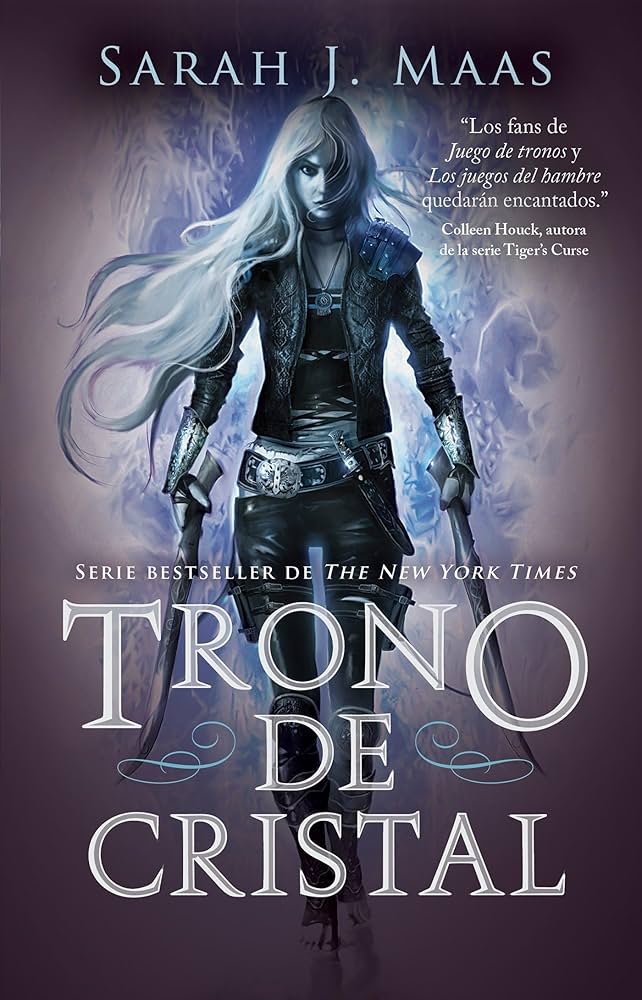 SARAH J. MAAS
“Los fans de
Juego de tronos y
Los juegos del hambre
quedarán encantados.”
Colleen Houck, autora
de la serie Tiger’s Curse
SERIE BESTSELLER DE THE NEW YORK TIMES
TRONO
DE
CRISTAL